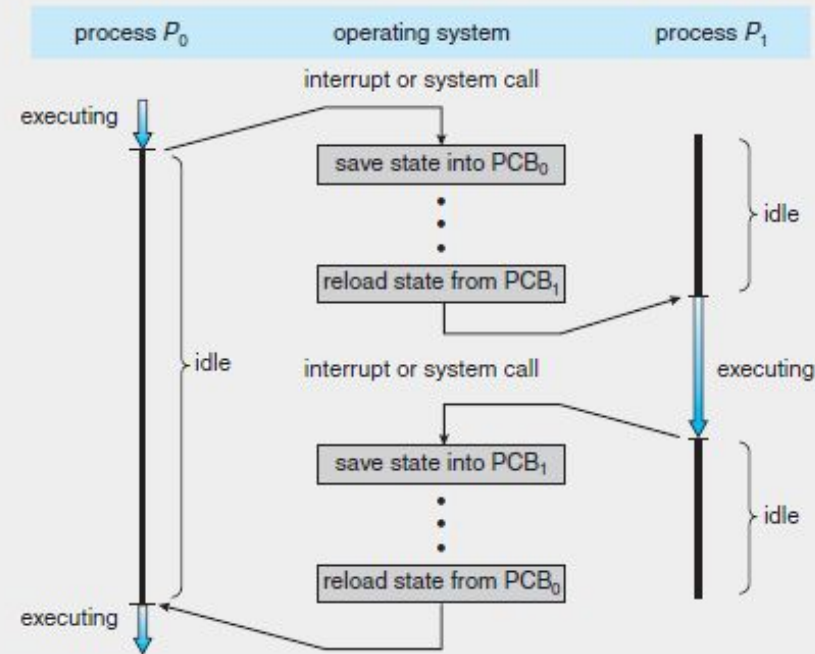 process P₀ operating system process P₁
interrupt or system call
executing
save state into PCB₀
idle
reload state from PCB₁
idle
interrupt or system call
executing
save state into PCB₁
idle
reload state from PCB₀
executing